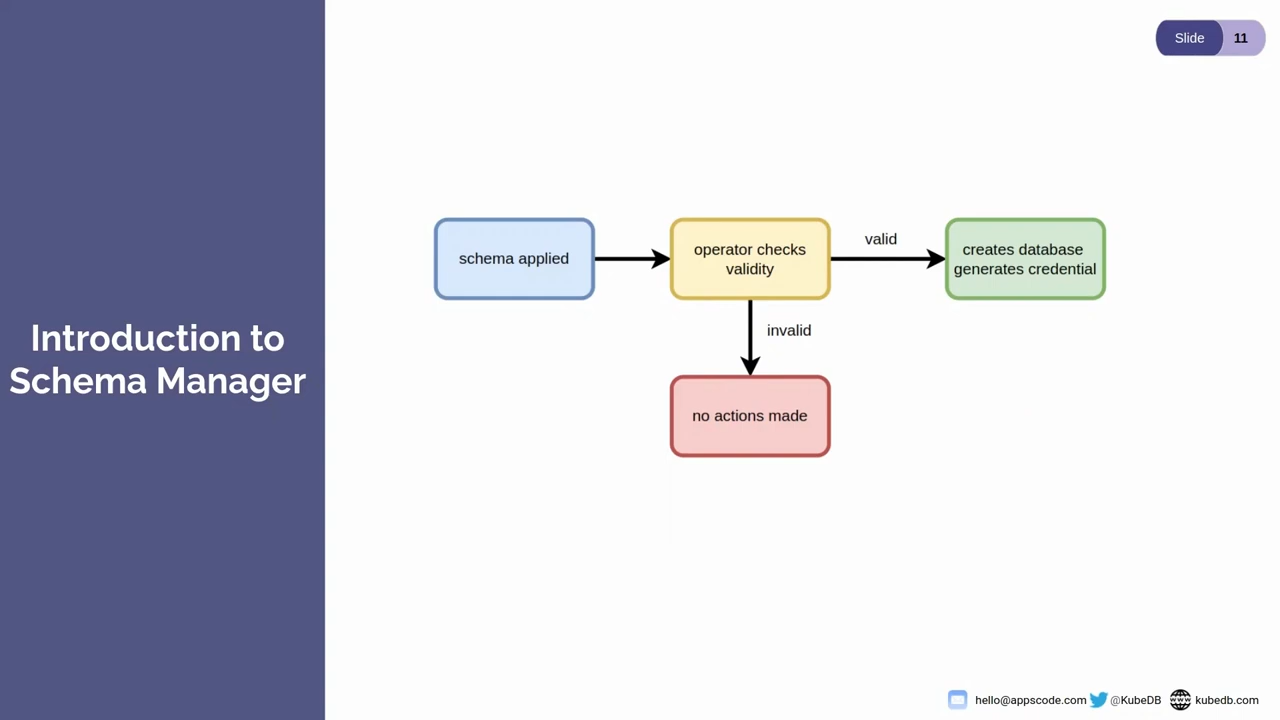 Slide 11
Introduction to
Schema Manager
schema applied
operator checks
validity
valid
creates database
generates credential
invalid
no actions made
hello@appscode.com @KubeDB kubedb.com